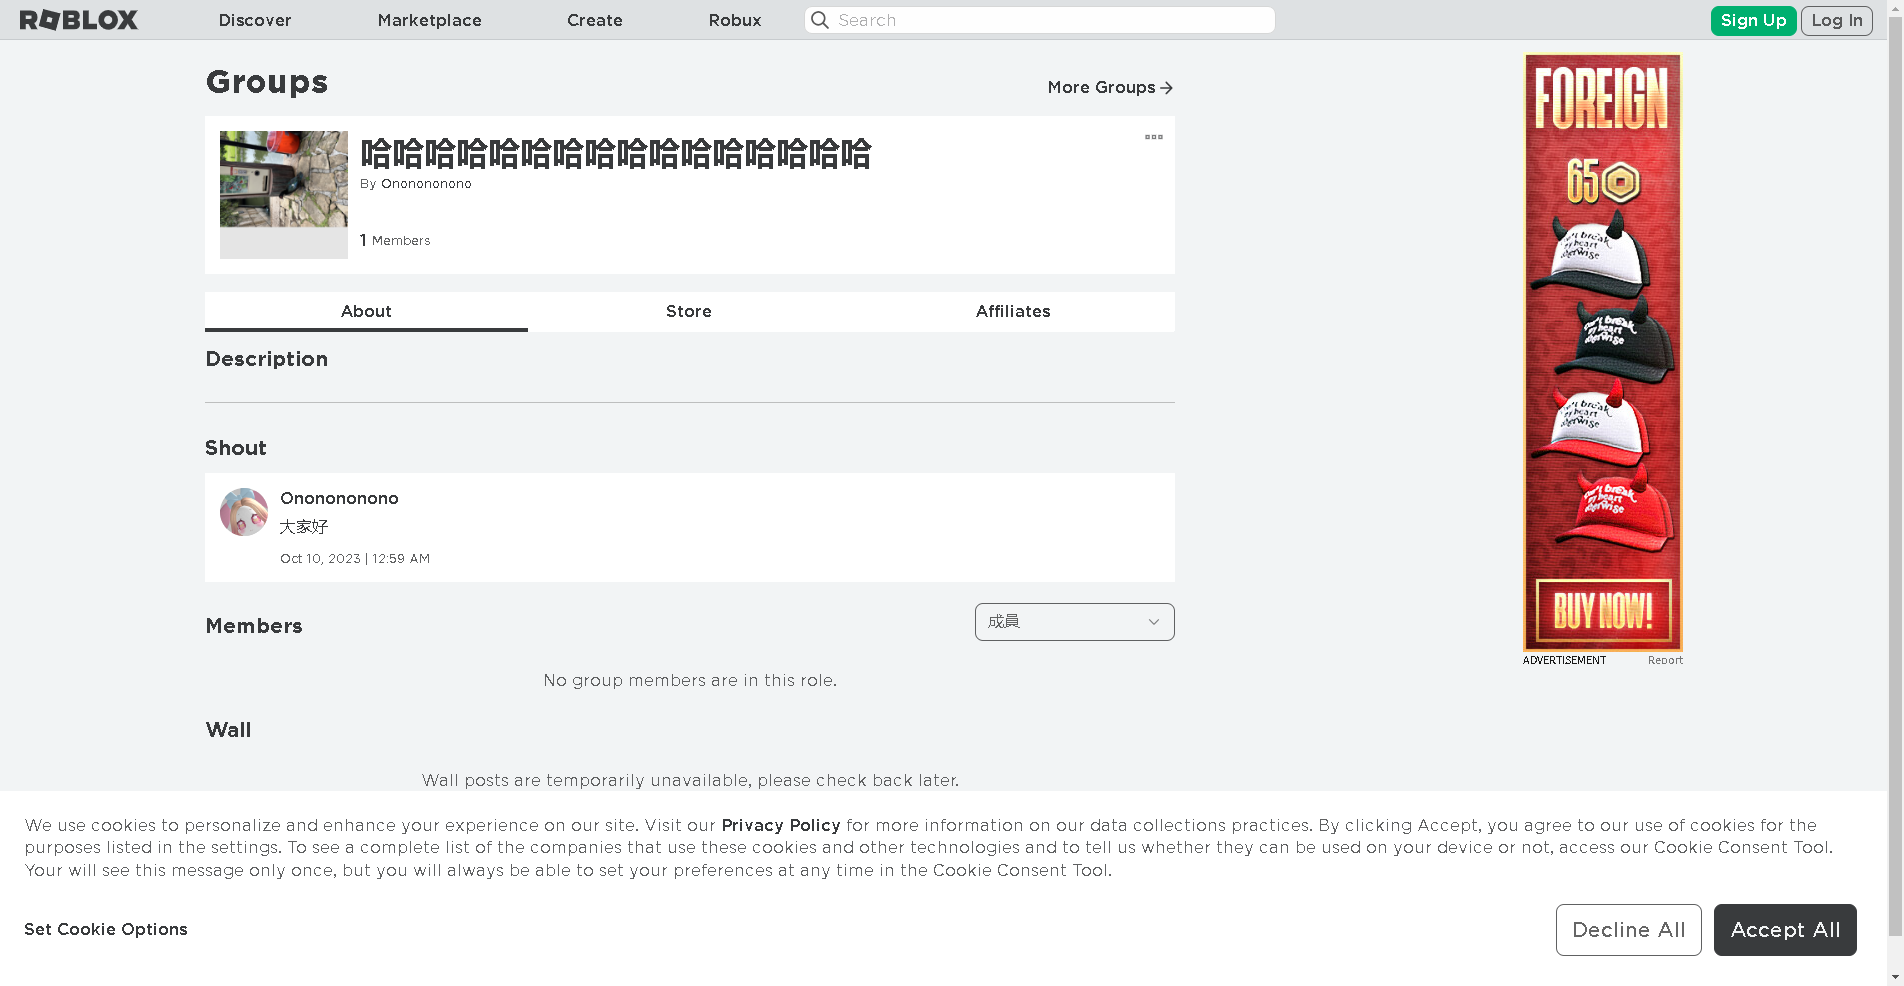 ROBLOX
Discover
Marketplace
Create
Robux
Search
Sign Up
Log In
Groups
More Groups
哈哈哈哈哈哈哈哈哈哈哈哈哈哈哈哈
By Ononononono
1 Members
About
Store
Affiliates
Description
Shout
Ononononono
大家好
Oct 10, 2023 | 12:59 AM
Members
成員
No group members are in this role.
Wall
Wall posts are temporarily unavailable, please check back later.
FOREIGN
65
BUY NOW!
ADVERTISEMENT
Report
We use cookies to personalize and enhance your experience on our site. Visit our Privacy Policy for more information on our data collections practices. By clicking Accept, you agree to our use of cookies for the
purposes listed in the settings. To see a complete list of the companies that use these cookies and other technologies and to tell us whether they can be used on your device or not, access our Cookie Consent Tool.
Your will see this message only once, but you will always be able to set your preferences at any time in the Cookie Consent Tool.
Set Cookie Options
Decline All
Accept All